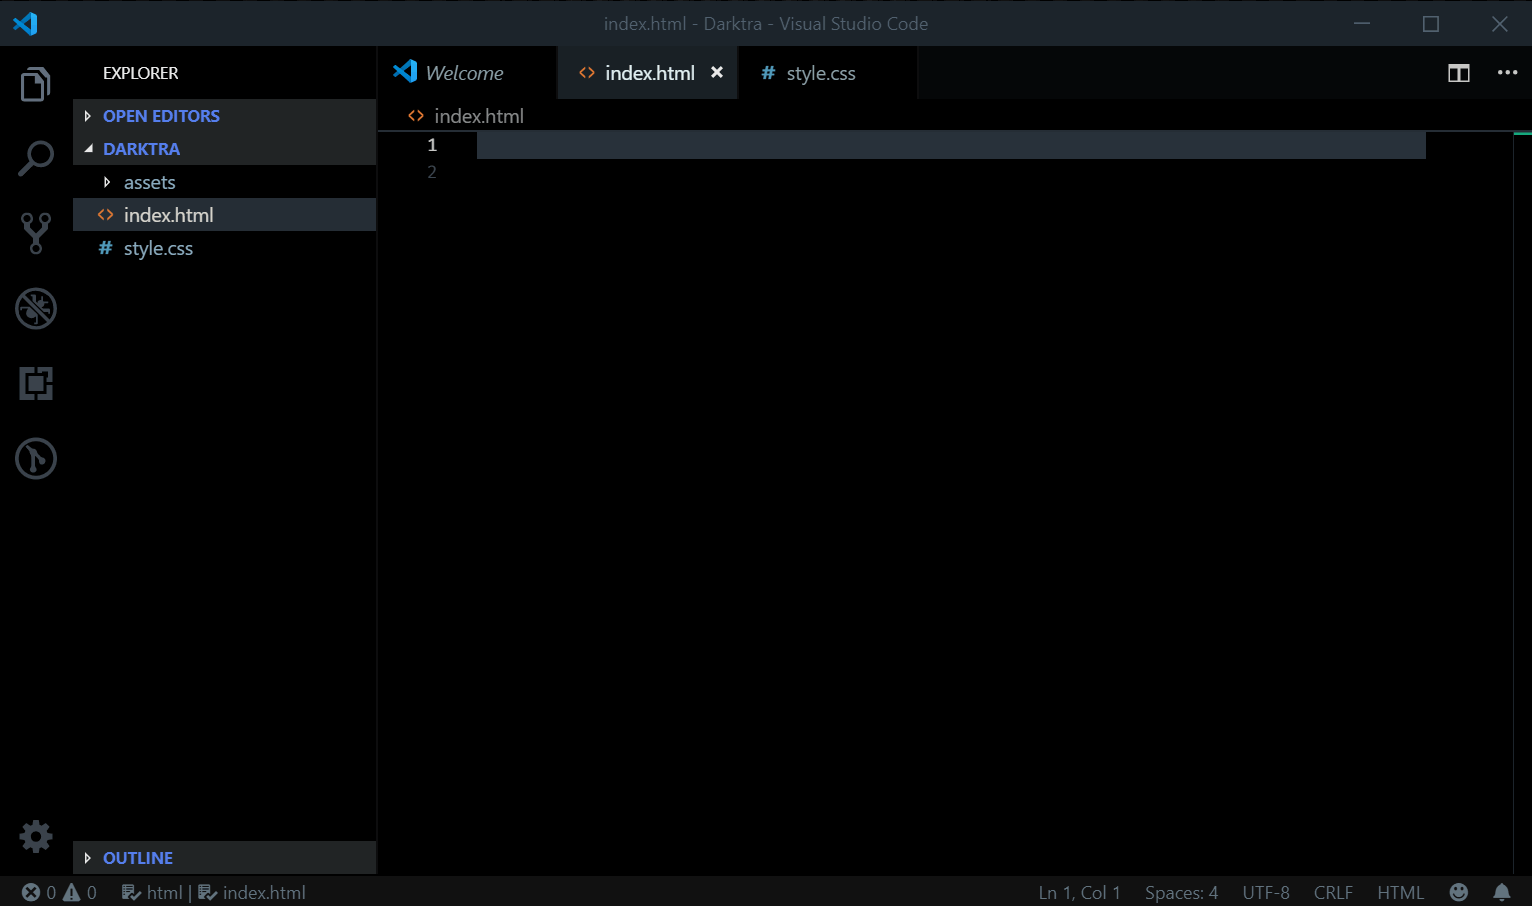 index.html - Darktra - Visual Studio Code
EXPLORER
OPEN EDITORS
DARKTRA
assets
index.html
style.css
OUTLINE
Welcome
index.html
style.css
index.html
1
2
0 0 html | index.html
Ln 1, Col 1 Spaces: 4 UTF-8 CRLF HTML